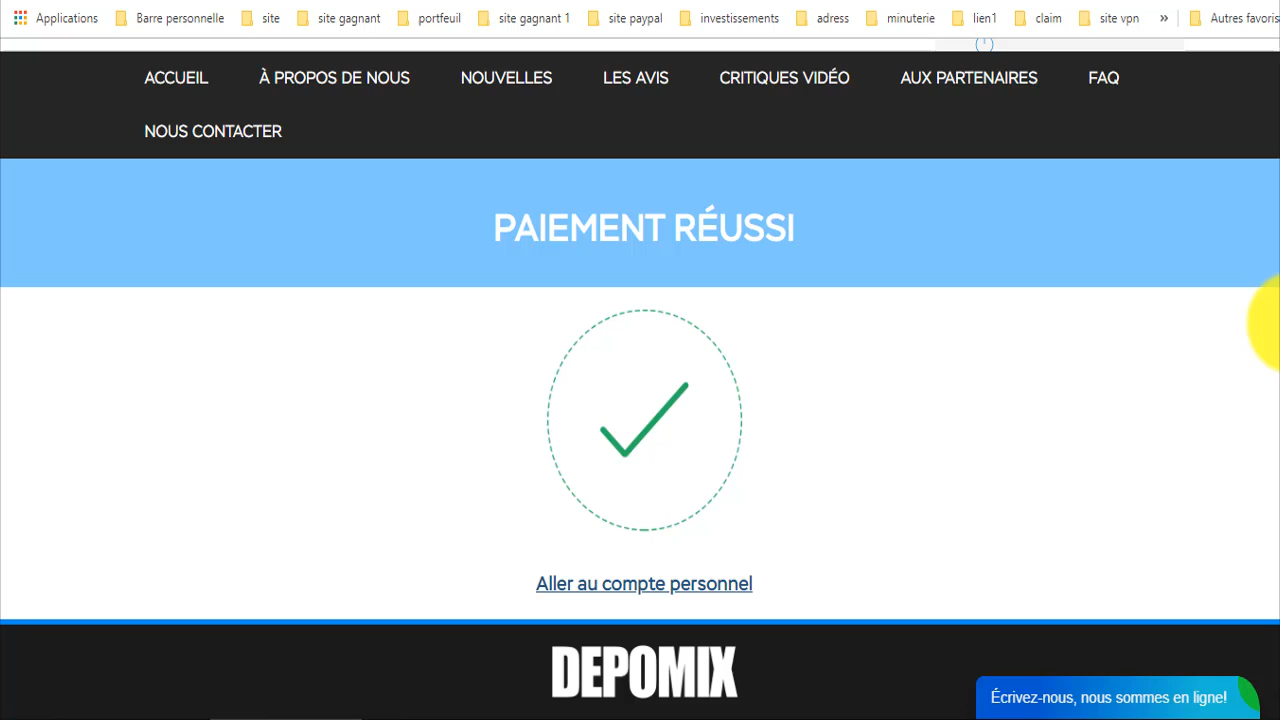 Applications Barre personnelle site site gagnant portfeuil site gagnant 1 site paypal investissements adress minuterie lien1 claim site vpn » Autres favoris
ACCUEIL À PROPOS DE NOUS NOUVELLES LES AVIS CRITIQUES VIDÉO AUX PARTENAIRES FAQ
NOUS CONTACTER
PAIEMENT RÉUSSI
Aller au compte personnel
DEPOMIX
Écrivez-nous, nous sommes en ligne!